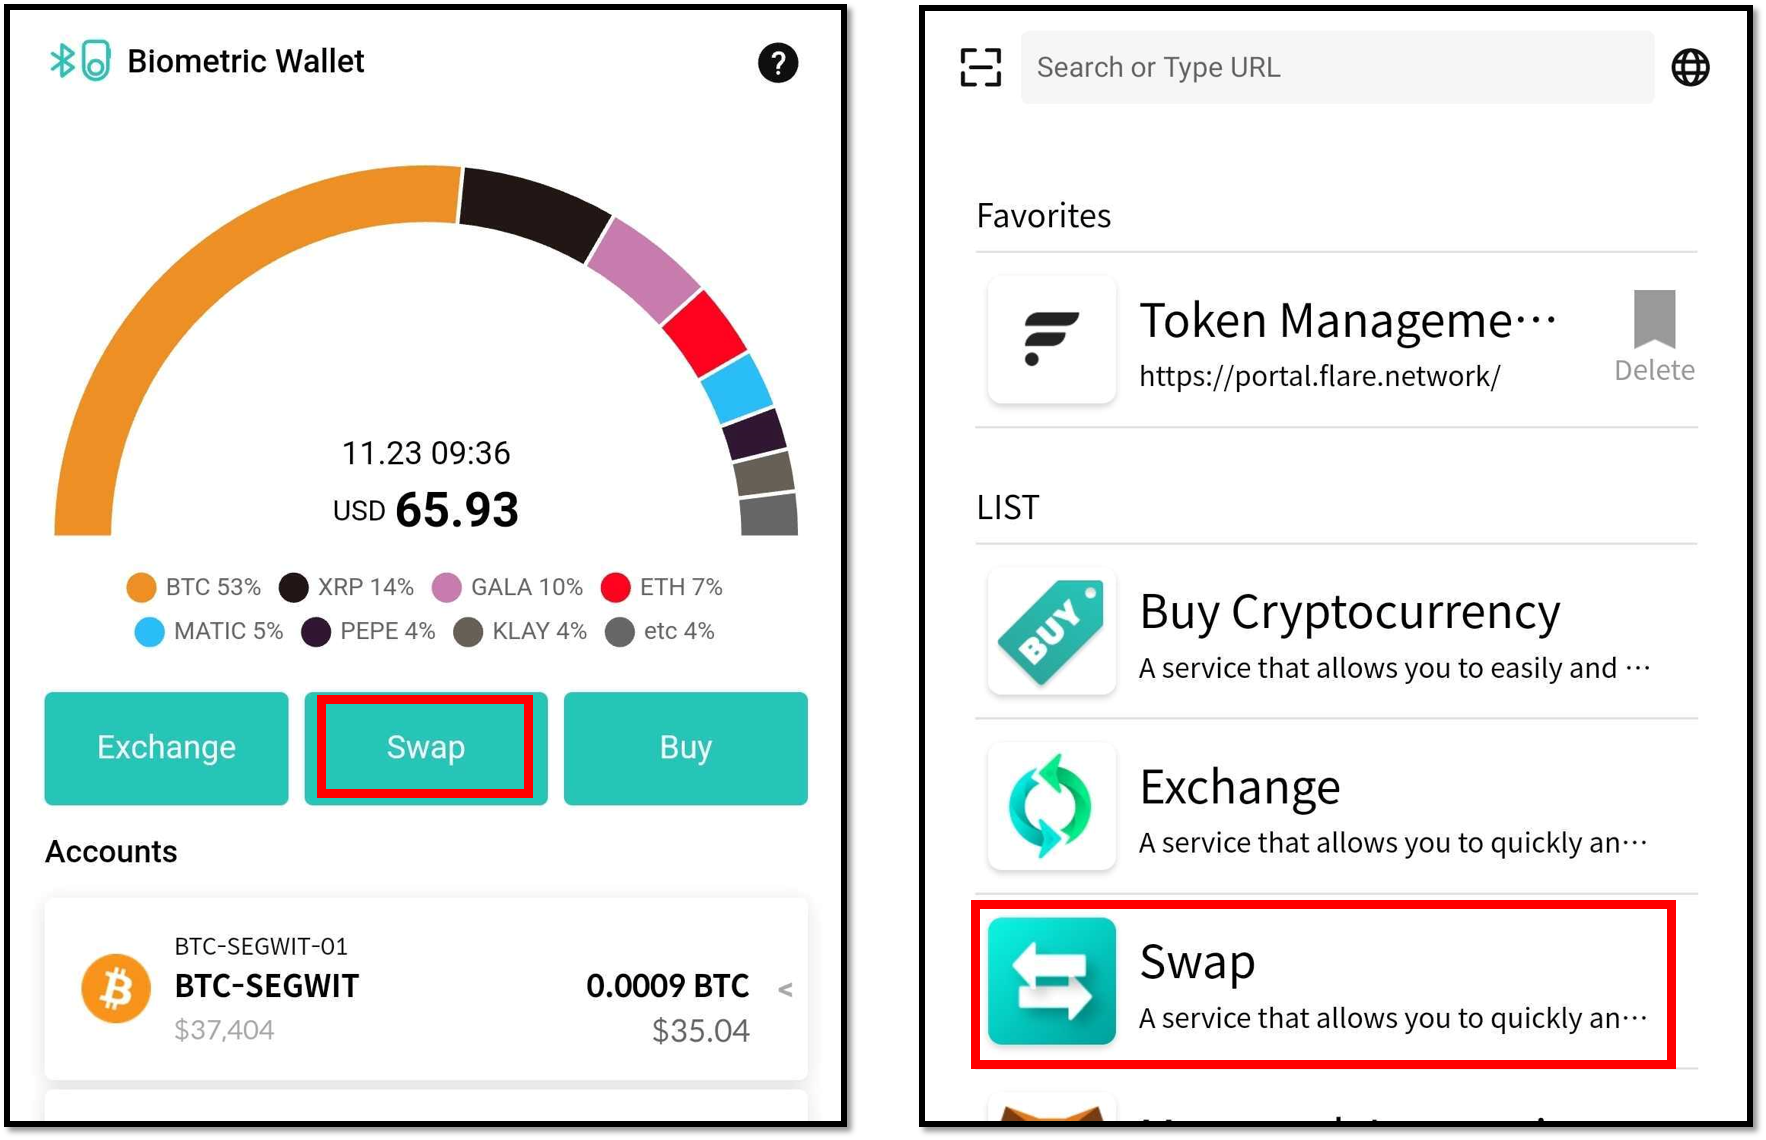 Biometric Wallet
?
11.23 09:36
USD 65.93
BTC 53% XRP 14% GALA 10% ETH 7%
MATIC 5% PEPE 4% KLAY 4% etc 4%
Exchange Swap Buy
Accounts
BTC-SEGWIT-01
BTC-SEGWIT 0.0009 BTC <
$37,404 $35.04
Search or Type URL
Favorites
Token Manageme···
https://portal.flare.network/
Delete
LIST
BUY
Buy Cryptocurrency
A service that allows you to easily and ···
Exchange
A service that allows you to quickly an···
Swap
A service that allows you to quickly an···